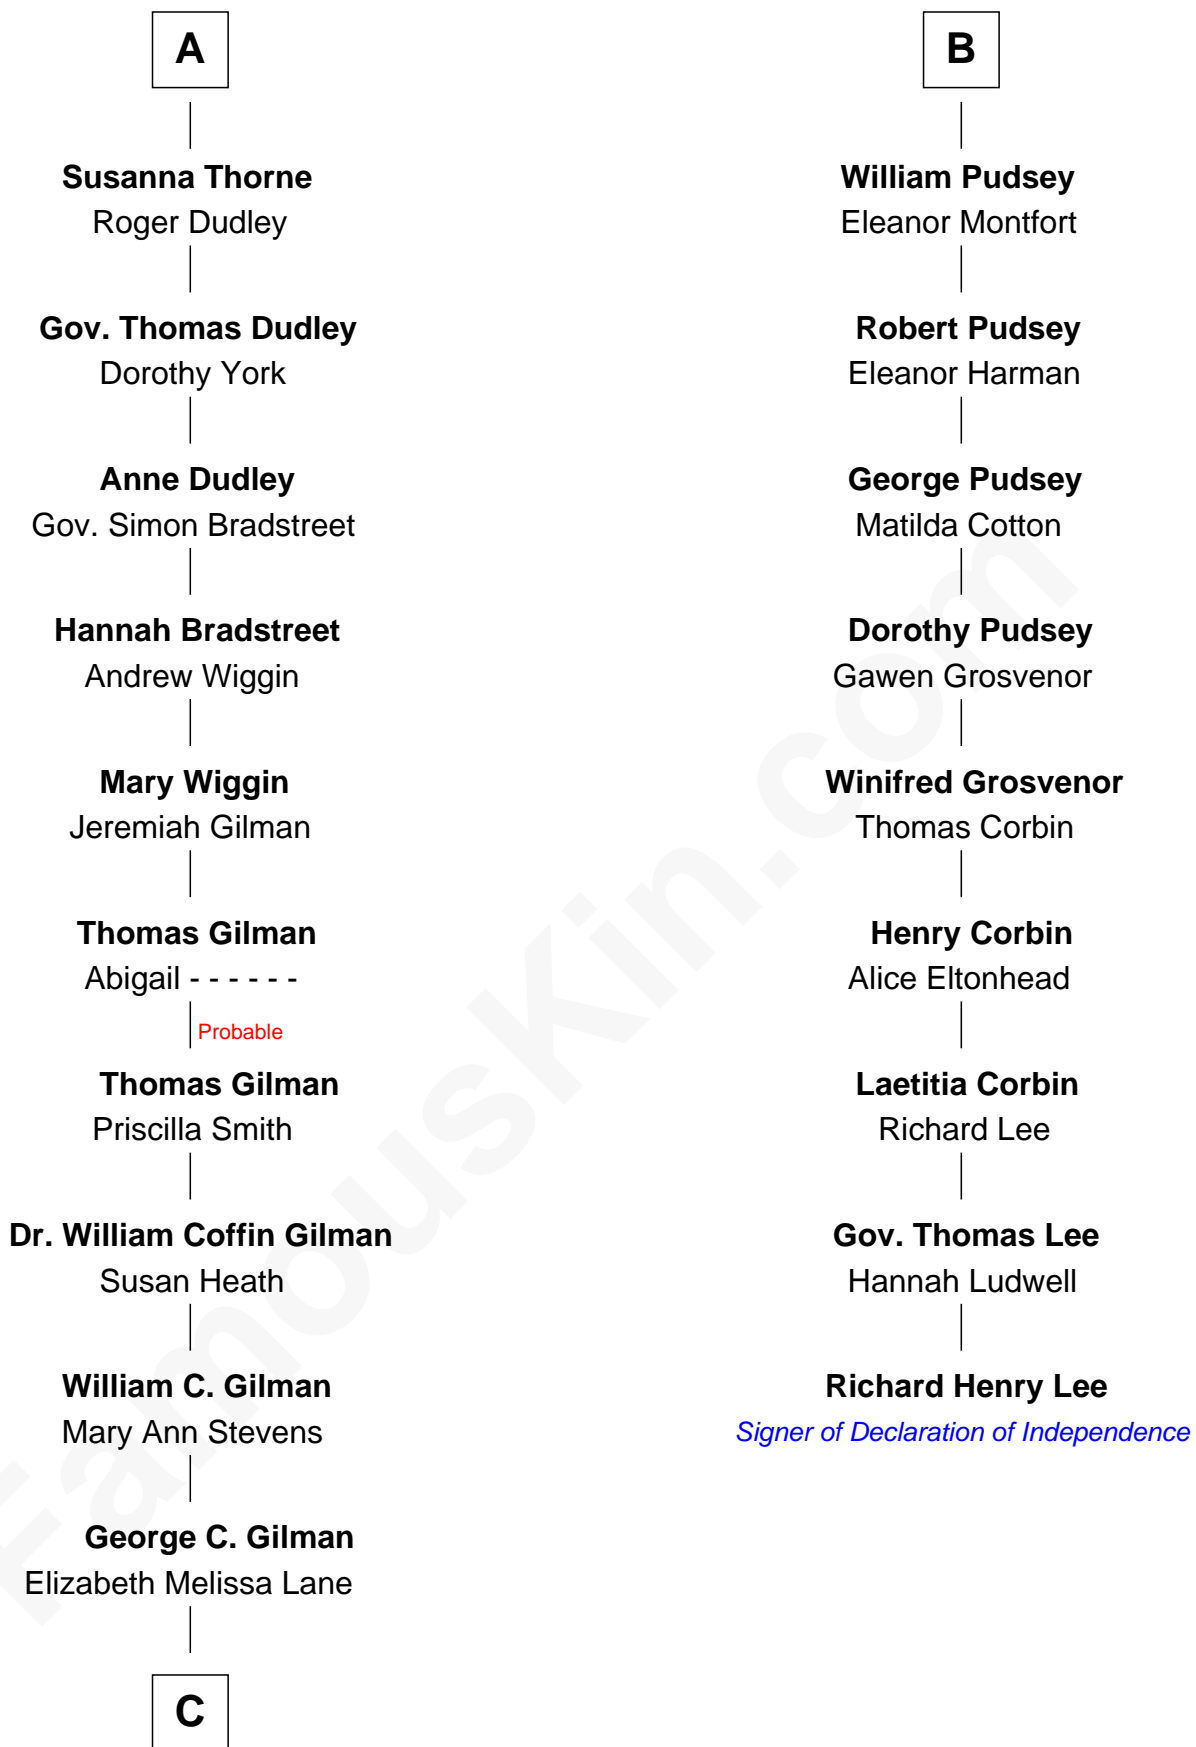 A
Susanna Thorne
Roger Dudley
Gov. Thomas Dudley
Dorothy York
Anne Dudley
Gov. Simon Bradstreet
Hannah Bradstreet
Andrew Wiggin
Mary Wiggin
Jeremiah Gilman
Thomas Gilman
Abigail - - - - - -
Probable
Thomas Gilman
Priscilla Smith
Dr. William Coffin Gilman
Susan Heath
William C. Gilman
Mary Ann Stevens
George C. Gilman
Elizabeth Melissa Lane
C
B
William Pudsey
Eleanor Montfort
Robert Pudsey
Eleanor Harman
George Pudsey
Matilda Cotton
Dorothy Pudsey
Gawen Grosvenor
Winifred Grosvenor
Thomas Corbin
Henry Corbin
Alice Eltonhead
Laetitia Corbin
Richard Lee
Gov. Thomas Lee
Hannah Ludwell
Richard Henry Lee
Signer of Declaration of Independence
FamousKin.com